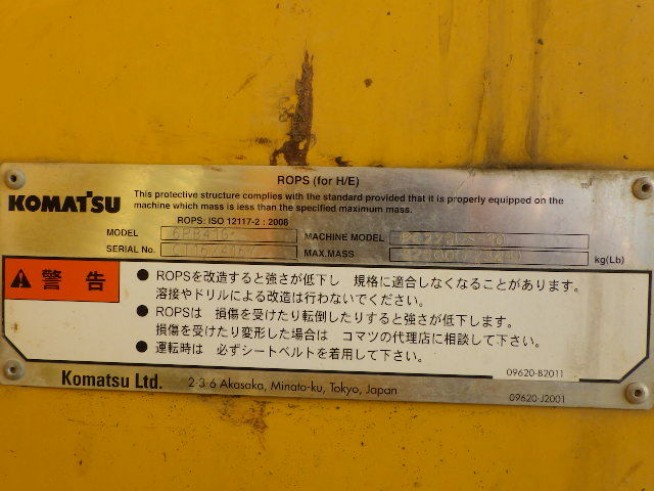 ROPS (for H/E)
KOMATSU
This protective structure complies with the standard provided that it is properly equipped on the
machine which mass is less than the specified maximum mass.
ROPS: ISO 12117-2 : 2008
MODEL MACHINE MODEL
SERIAL No. MAX.MASS kg(Lb)
警告
● ROPSを改造すると強さが低下し 規格に適合しなくなることがあります。
溶接やドリルによる改造は行わないでください。
● ROPSは 損傷を受けたり転倒したりすると強さが低下します。
損傷を受けたり変形した場合は コマツの代理店に相談して下さい。
● 運転時は 必ずシートベルトを着用して下さい。
09620-B2011
Komatsu Ltd. 2-3-6 Akasaka, Minato-ku, Tokyo, Japan
09620-J2001